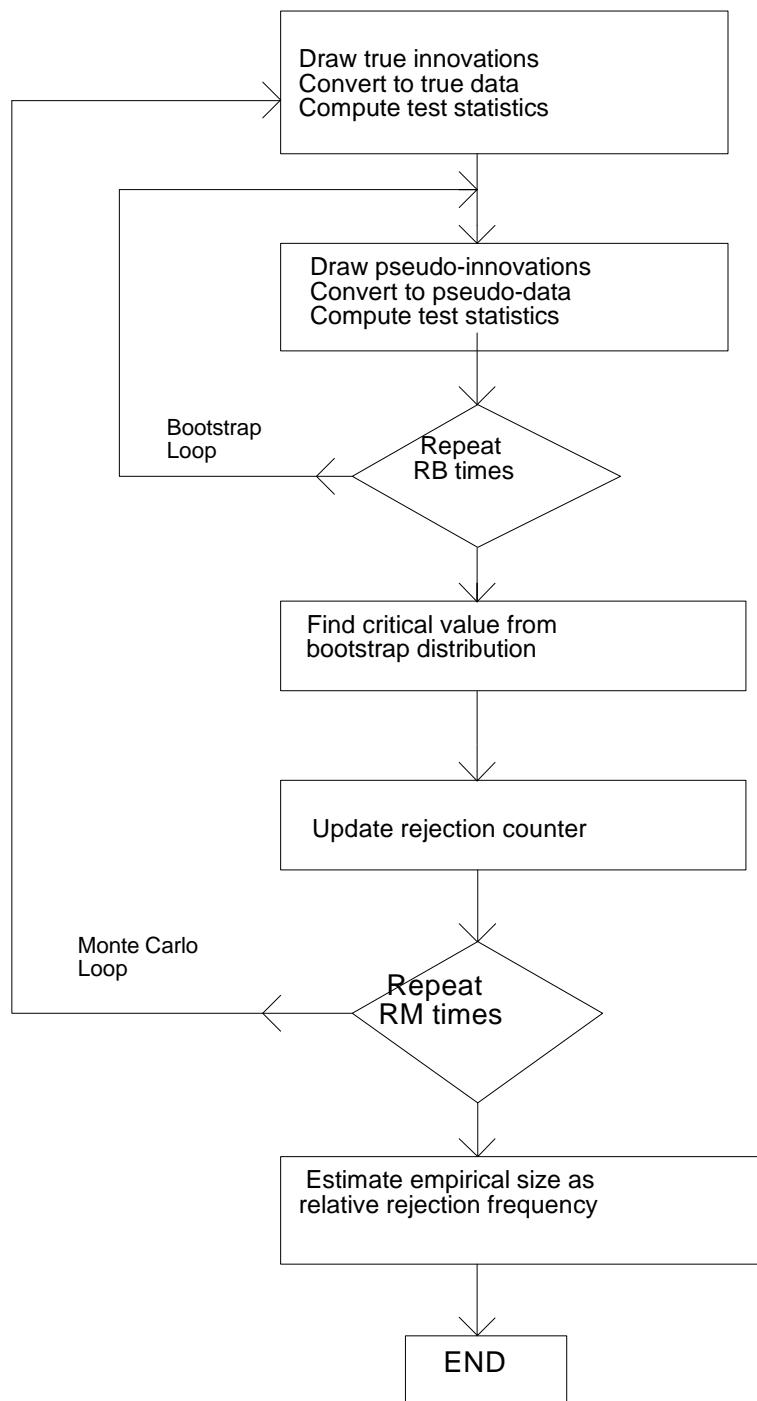 Draw true innovations
Convert to true data
Compute test statistics
Draw pseudo-innovations
Convert to pseudo-data
Compute test statistics
Bootstrap
Loop
Repeat
RB times
Find critical value from
bootstrap distribution
Update rejection counter
Monte Carlo
Loop
Repeat
RM times
Estimate empirical size as
relative rejection frequency
END